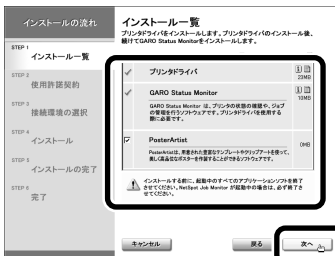 インストールの流れ
STEP 1
インストール一覧
STEP 2
使用許諾契約
STEP 3
接続環境の選択
STEP 4
インストール
STEP 5
インストールの完了
STEP 6
完了
インストール一覧
プリンタドライバをインストールします。プリンタドライバのインストール後、
続けてGARO Status Monitorをインストールします。
プリンタドライバ
23MB
GARO Status Monitor
10MB
GARO Status Monitor は、プリンタの状態の確認や、ジョブ
の管理を行うソフトウェアです。プリンタドライバを使用する
際に必要です。
PosterArtist
0MB
PosterArtistは、用意された豊富なテンプレートやクリップアートを使って、
美しく高品位なポスターを作製することができるソフトウェアです。
インストールする前に、起動中のすべてのアプリケーションソフトを終了
させてください。NetSpot Job Monitor が起動中の場合は、必ず終了さ
せてください。
キャンセル
戻る
次へ